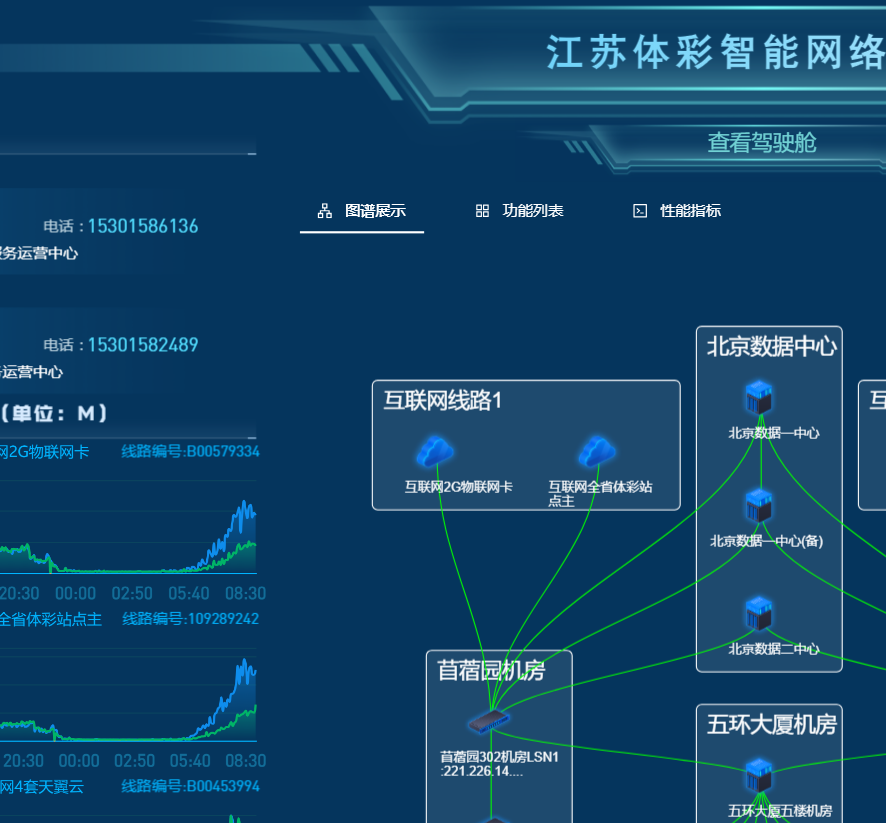 江苏体彩智能网络
查看驾驶舱
图谱展示
功能列表
性能指标
电话：15301586136
务运营中心
电话：15301582489
运营中心
(单位：M)
网2G物联网卡 线路编号:B00579334
20:30 00:00 02:50 05:40 08:30
全省体彩站点主 线路编号:109289242
20:30 00:00 02:50 05:40 08:30
网4套天翼云 线路编号:B00453994
互联网线路1
互联网2G物联网卡
互联网全省体彩站
点主
北京数据中心
北京数据一中心
北京数据一中心(备)
北京数据二中心
互
苜蓿园机房
苜蓿园302机房LSN1
:221.226.14....
五环大厦机房
五环大厦五楼机房